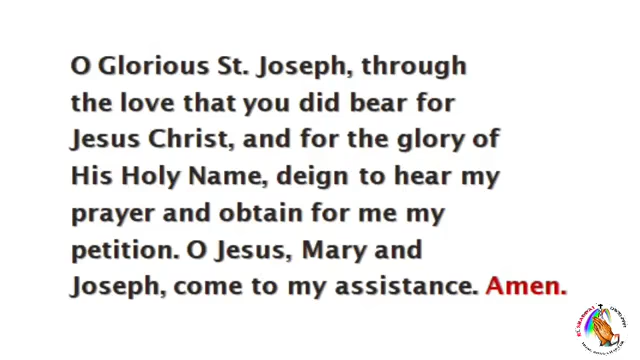 O Glorious St. Joseph, through
the love that you did bear for
Jesus Christ, and for the glory of
His Holy Name, deign to hear my
prayer and obtain for me my
petition. O Jesus, Mary and
Joseph, come to my assistance. Amen.